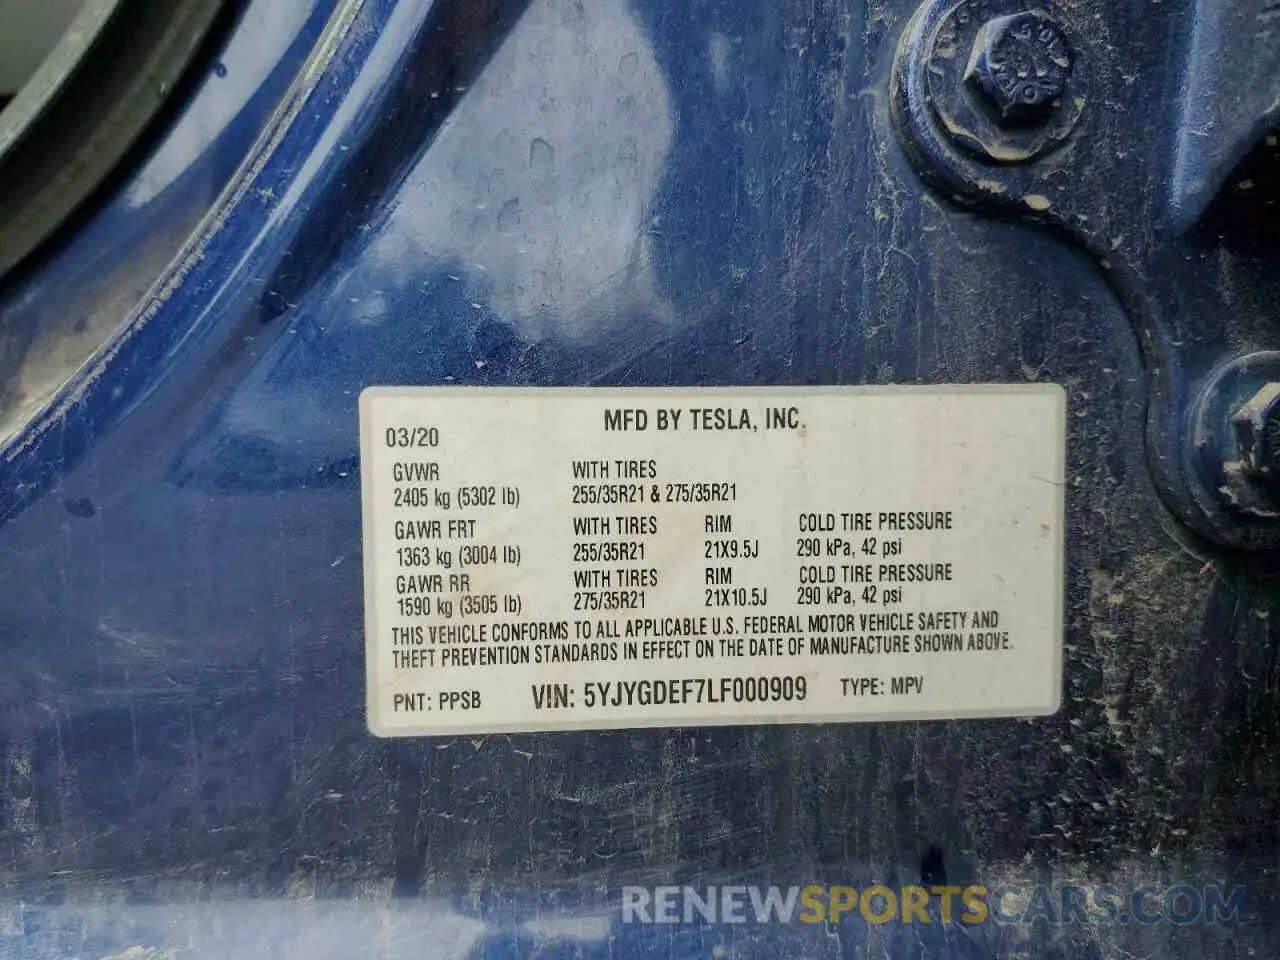 MFD BY TESLA, INC.
03/20
GVWR WITH TIRES
2405 kg (5302 lb) 255/35R21 & 275/35R21
GAWR FRT WITH TIRES RIM COLD TIRE PRESSURE
1363 kg (3004 lb) 255/35R21 21X9.5J 290 kPa, 42 psi
GAWR RR WITH TIRES RIM COLD TIRE PRESSURE
1590 kg (3505 lb) 275/35R21 21X10.5J 290 kPa, 42 psi
THIS VEHICLE CONFORMS TO ALL APPLICABLE U.S. FEDERAL MOTOR VEHICLE SAFETY AND
THEFT PREVENTION STANDARDS IN EFFECT ON THE DATE OF MANUFACTURE SHOWN ABOVE.
PNT: PPSB VIN: 5YJYGDEF7LF000909 TYPE: MPV
RENEWSPORTSCARS.COM